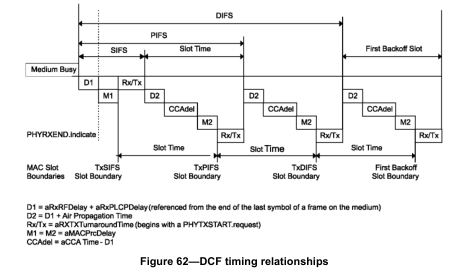 DIFS
PIFS
SIFS Slot Time First Backoff Slot
Medium Busy
D1 Rx/Tx D2 D2 D2
M1 CCAdel CCAdel CCAdel
M2 M2 M2
PHYRXEND.indicate Rx/Tx Rx/Tx Rx/Tx
Slot Time Slot Time Slot Time
MAC Slot TxSIFS TxPIFS TxDIFS First Backoff
Boundaries Slot Boundary Slot Boundary Slot Boundary Slot Boundary
D1 = aRxRFDelay + aRxPLCPDelay (referenced from the end of the last symbol of a frame on the medium)
D2 = D1 + Air Propagation Time
Rx/Tx = aRXTXTurnaroundTime (begins with a PHYTXSTART.request)
M1 = M2 = aMACPrcDelay
CCAdel = aCCA Time - D1
Figure 62—DCF timing relationships